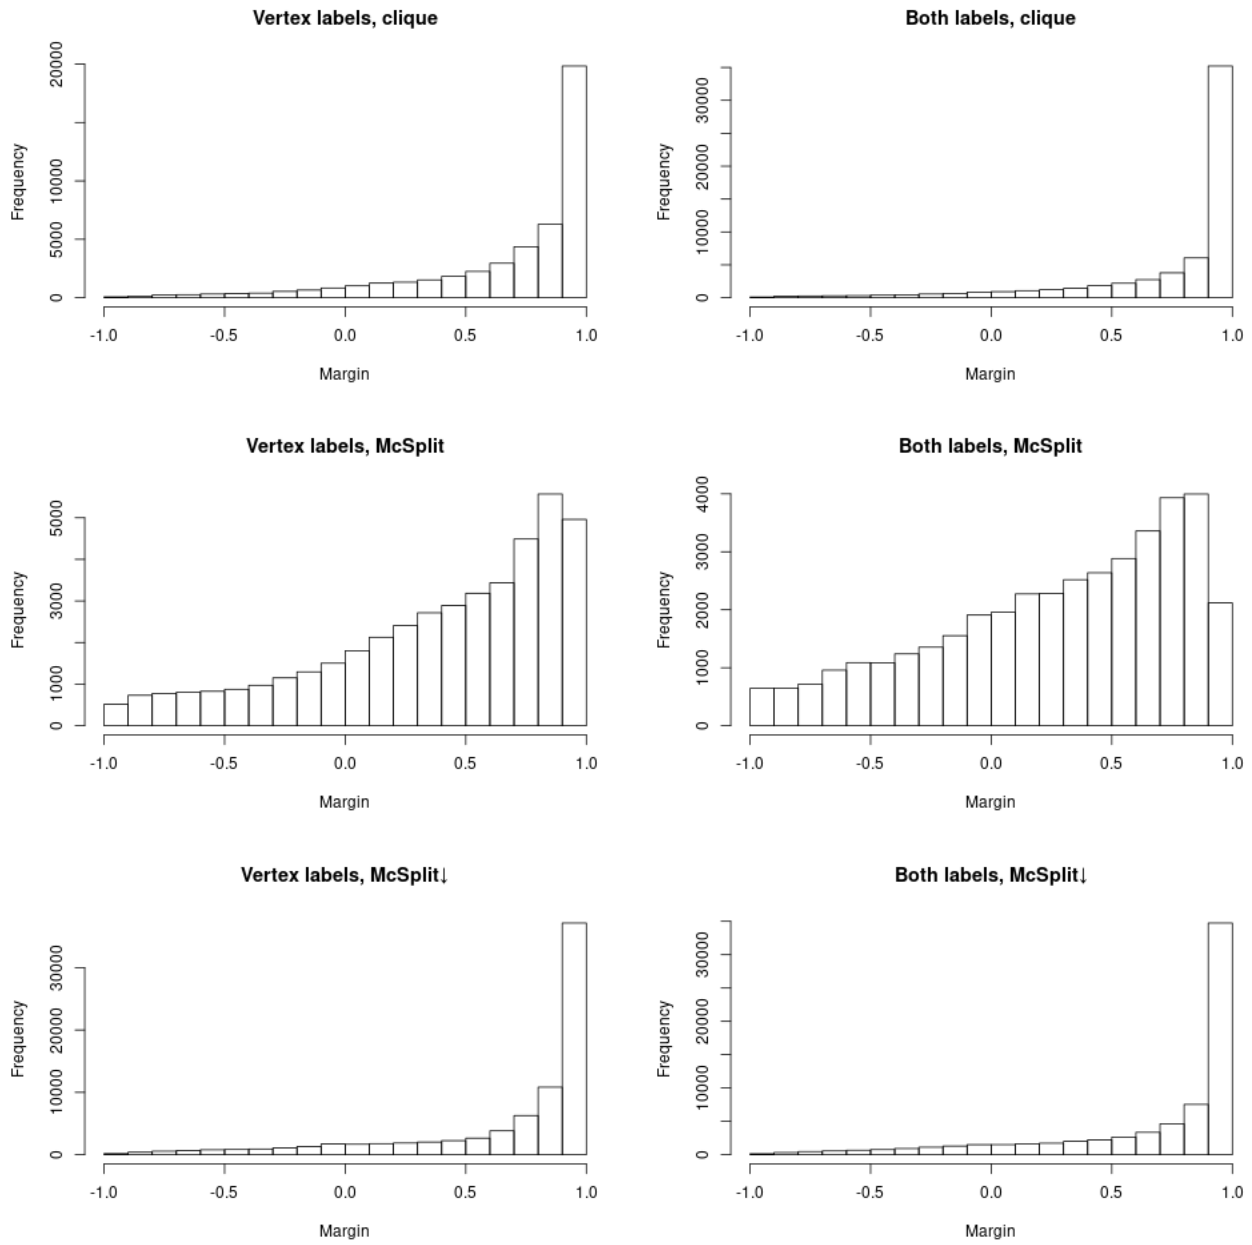 Vertex labels, clique
Frequency
20000
10000
5000
0
-1.0 -0.5 0.0 0.5 1.0
Margin
Both labels, clique
Frequency
30000
20000
10000
0
-1.0 -0.5 0.0 0.5 1.0
Margin
Vertex labels, McSplit
Frequency
5000
3000
1000
0
-1.0 -0.5 0.0 0.5 1.0
Margin
Both labels, McSplit
Frequency
4000
3000
2000
1000
0
-1.0 -0.5 0.0 0.5 1.0
Margin
Vertex labels, McSplit↓
Frequency
30000
20000
10000
0
-1.0 -0.5 0.0 0.5 1.0
Margin
Both labels, McSplit↓
Frequency
30000
20000
10000
0
-1.0 -0.5 0.0 0.5 1.0
Margin